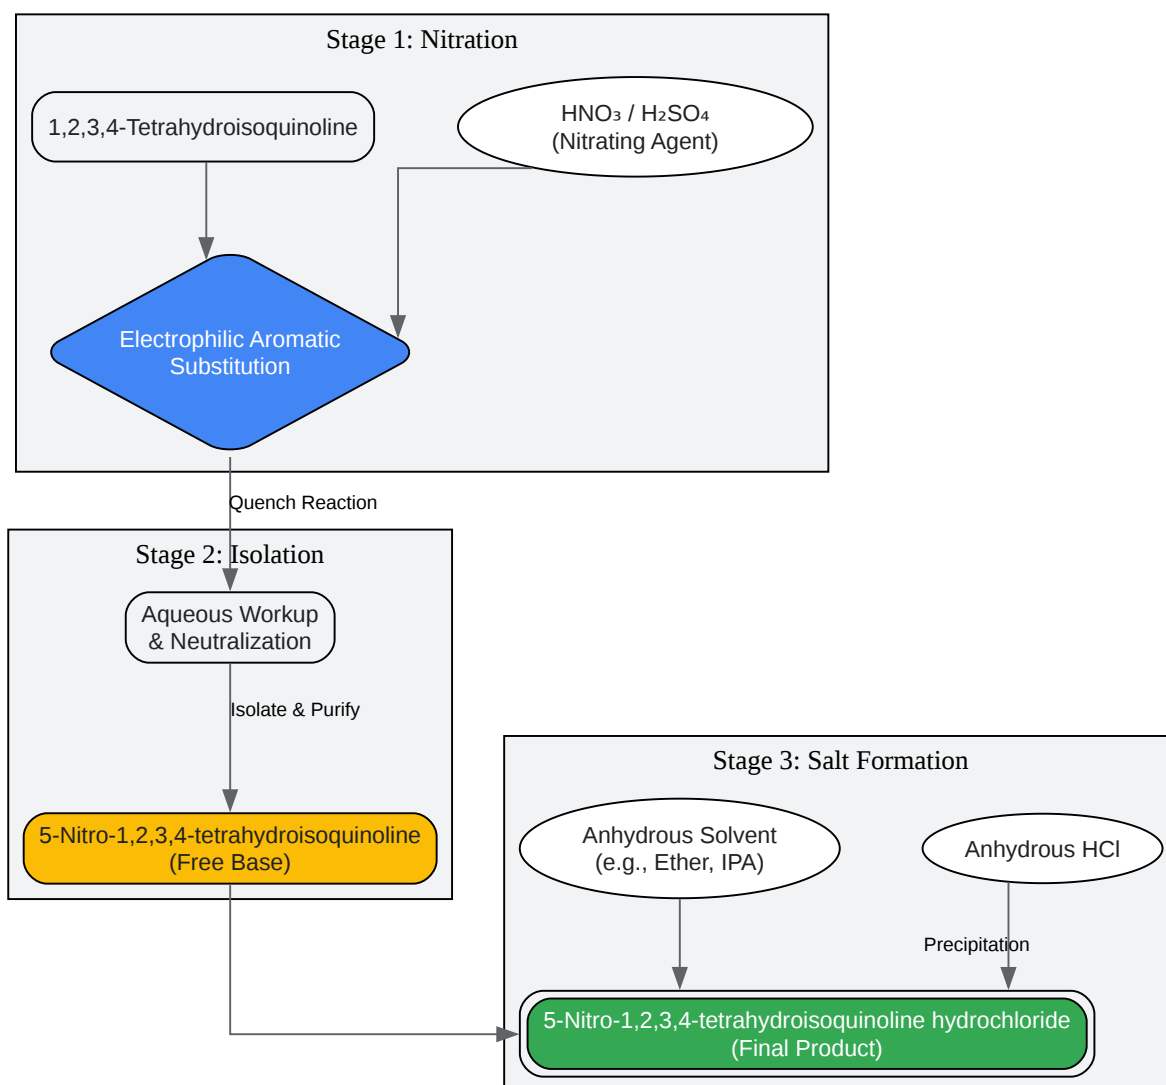 Stage 1: Nitration
1,2,3,4-Tetrahydroisoquinoline
HNO₃ / H₂SO₄
(Nitrating Agent)
Electrophilic Aromatic
Substitution
Quench Reaction
Stage 2: Isolation
Aqueous Workup
& Neutralization
Isolate & Purify
5-Nitro-1,2,3,4-tetrahydroisoquinoline
(Free Base)
Stage 3: Salt Formation
Anhydrous Solvent
(e.g., Ether, IPA)
Anhydrous HCl
Precipitation
5-Nitro-1,2,3,4-tetrahydroisoquinoline hydrochloride
(Final Product)